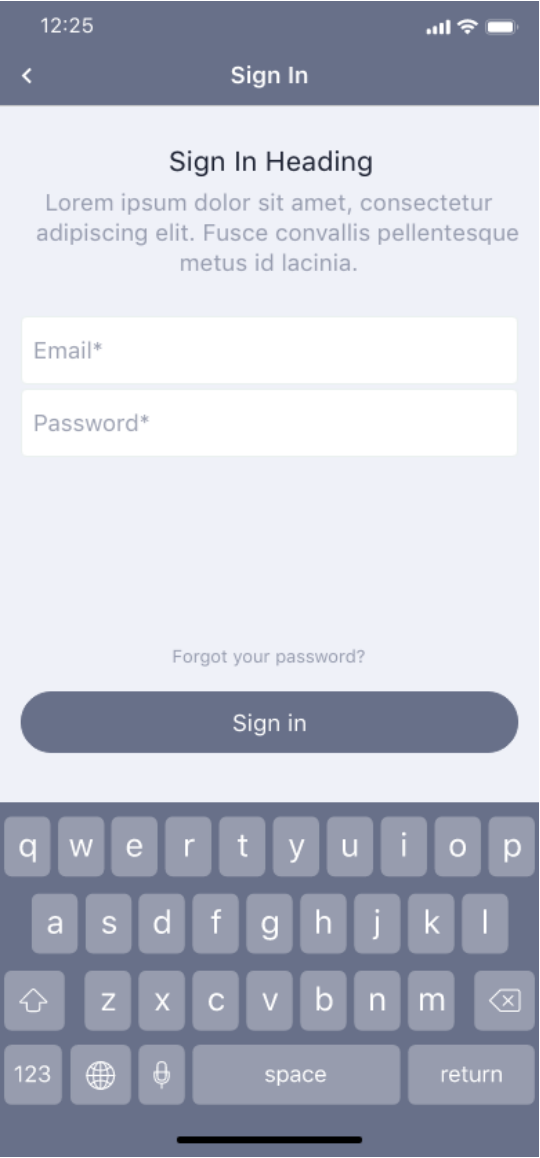 12:25
Sign In
Sign In Heading
Lorem ipsum dolor sit amet, consectetur
adipiscing elit. Fusce convallis pellentesque
metus id lacinia.
Email*
Password*
Forgot your password?
Sign in
q w e r t y u i o p
a s d f g h j k l
z x c v b n m
123 space return